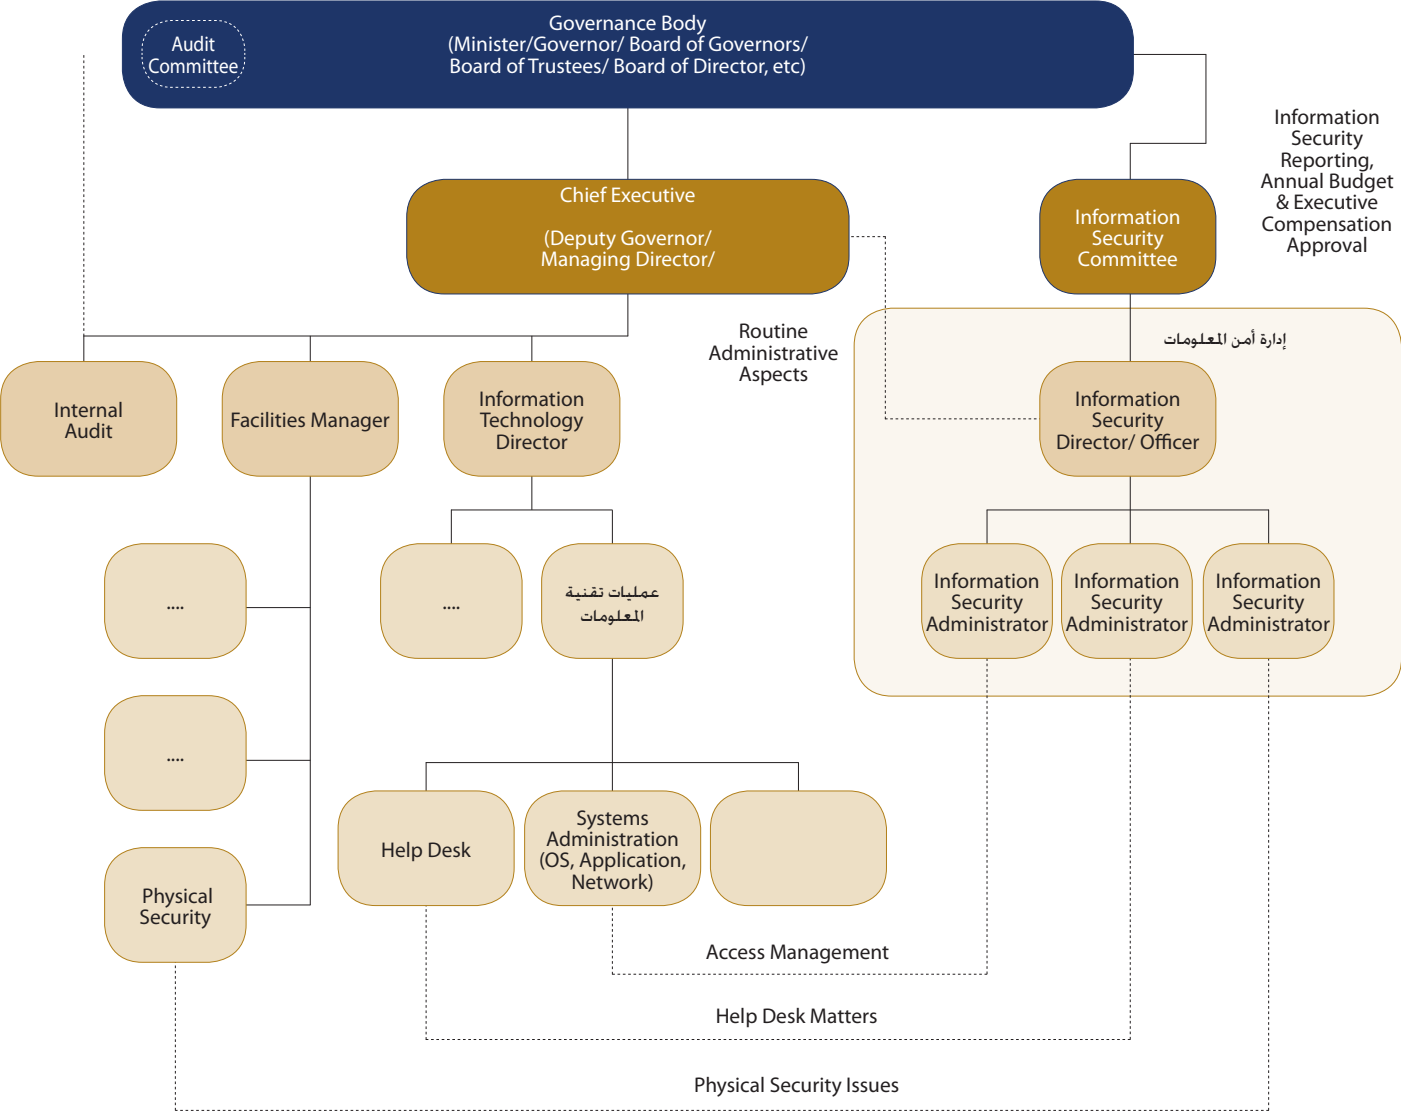 Audit
Committee
Governance Body
(Minister/Governor/ Board of Governors/
Board of Trustees/ Board of Director, etc)
Information
Security
Reporting,
Annual Budget
& Executive
Compensation
Approval
Chief Executive
(Deputy Governor/
Managing Director/
Information
Security
Committee
Routine
Administrative
Aspects
إدارة أمن المعلومات
Internal
Audit
Facilities Manager
Information
Technology
Director
Information
Security
Director/ Officer
....
....
عمليات تقنية
المعلومات
Information
Security
Administrator
Information
Security
Administrator
Information
Security
Administrator
....
Help Desk
Systems
Administration
(OS, Application,
Network)
Physical
Security
Access Management
Help Desk Matters
Physical Security Issues